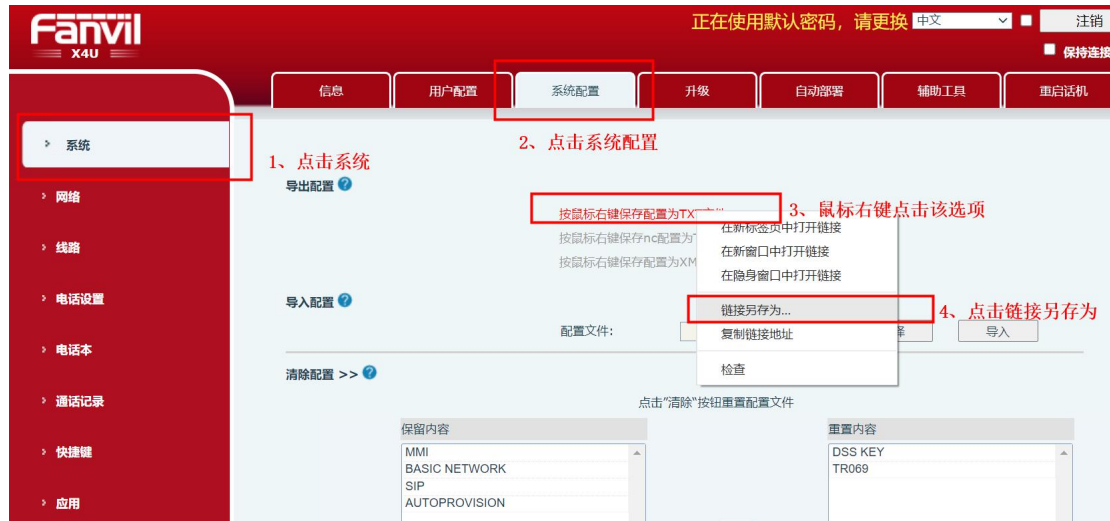 Fanvil
X4U
正在使用默认密码，请更换 中文 注销
保持连接
信息 用户配置 系统配置 升级 自动部署 辅助工具 重启话机
系统
1、点击系统
2、点击系统配置
网络
线路
电话设置
电话本
通话记录
快捷键
应用
导出配置
按鼠标右键保存配置为TXT
3、鼠标右键点击该选项
按鼠标右键保存nc配置为
按鼠标右键保存配置为XM
在新标签页中打开链接
在新窗口中打开链接
在隐身窗口中打开链接
链接另存为...
4、点击链接另存为
复制链接地址
检查
导入配置
配置文件: 导入
清除配置 >>
点击"清除"按钮重置配置文件
保留内容
MMI
BASIC NETWORK
SIP
AUTOPROVISION
重置内容
DSS KEY
TR069